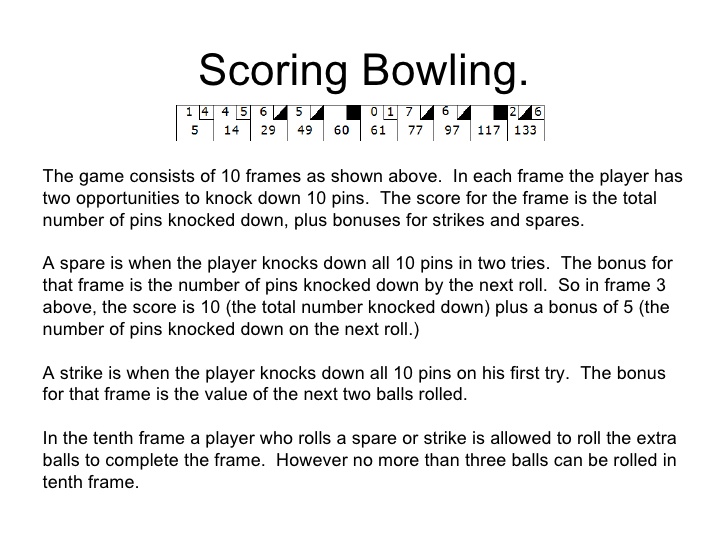 Scoring Bowling.
1 4 4 5 6 5 0 1 7 6 2 6
5 14 29 49 60 61 77 97 117 133
The game consists of 10 frames as shown above. In each frame the player has
two opportunities to knock down 10 pins. The score for the frame is the total
number of pins knocked down, plus bonuses for strikes and spares.
A spare is when the player knocks down all 10 pins in two tries. The bonus for
that frame is the number of pins knocked down by the next roll. So in frame 3
above, the score is 10 (the total number knocked down) plus a bonus of 5 (the
number of pins knocked down on the next roll.)
A strike is when the player knocks down all 10 pins on his first try. The bonus
for that frame is the value of the next two balls rolled.
In the tenth frame a player who rolls a spare or strike is allowed to roll the extra
balls to complete the frame. However no more than three balls can be rolled in
tenth frame.